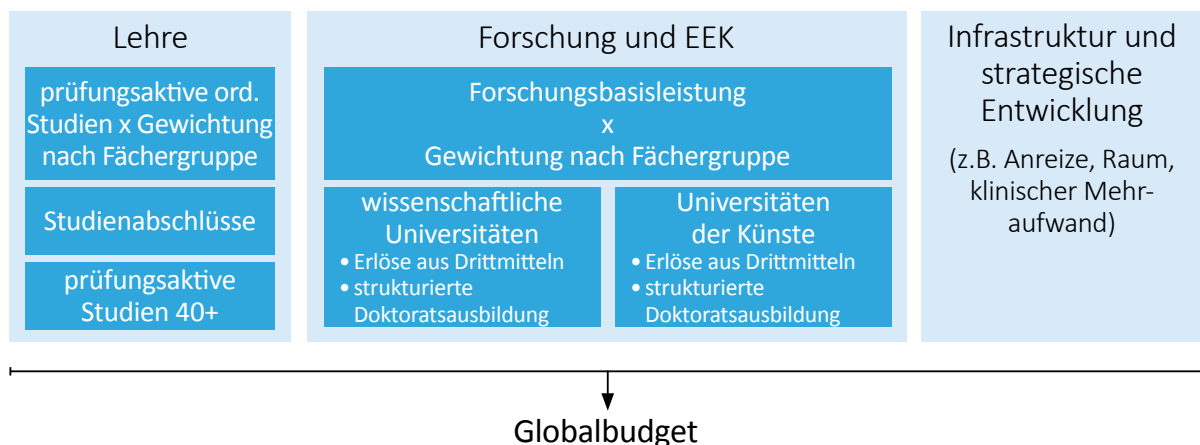 Lehre
prüfungsaktive ord.
Studien x Gewichtung
nach Fächergruppe
Studienabschlüsse
prüfungsaktive
Studien 40+
Forschung und EEK
Forschungsbasisleistung
x
Gewichtung nach Fächergruppe
wissenschaftliche
Universitäten
• Erlöse aus Drittmitteln
• strukturierte
Doktoratsausbildung
Universitäten
der Künste
• Erlöse aus Drittmitteln
• strukturierte
Doktoratsausbildung
Infrastruktur und
strategische
Entwicklung
(z.B. Anreize, Raum,
klinischer Mehr-
aufwand)
Globalbudget